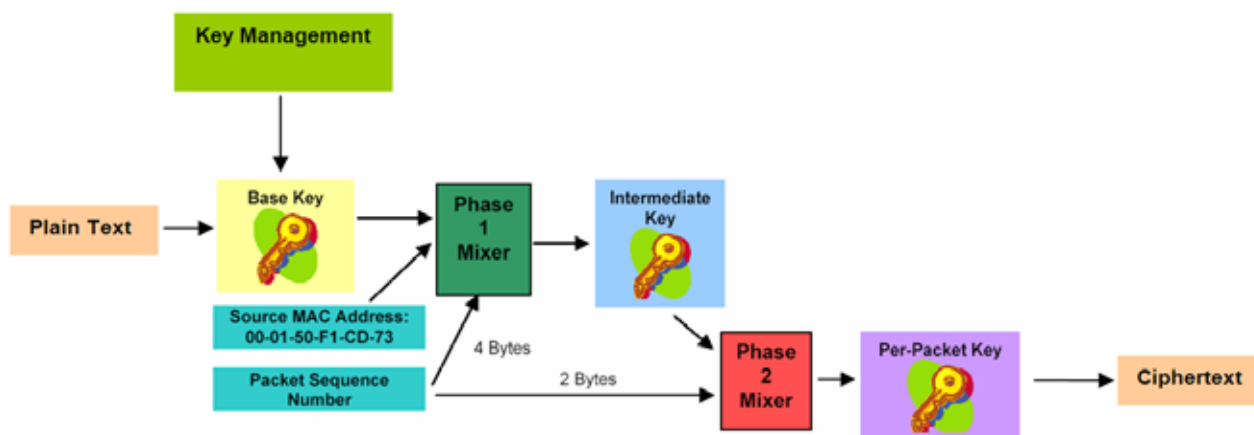 Key Management
Base Key
Plain Text
Phase
1
Mixer
Intermediate
Key
Source MAC Address:
00-01-50-F1-CD-73
4 Bytes
Packet Sequence
Number
2 Bytes
Phase
2
Mixer
Per-Packet Key
Ciphertext